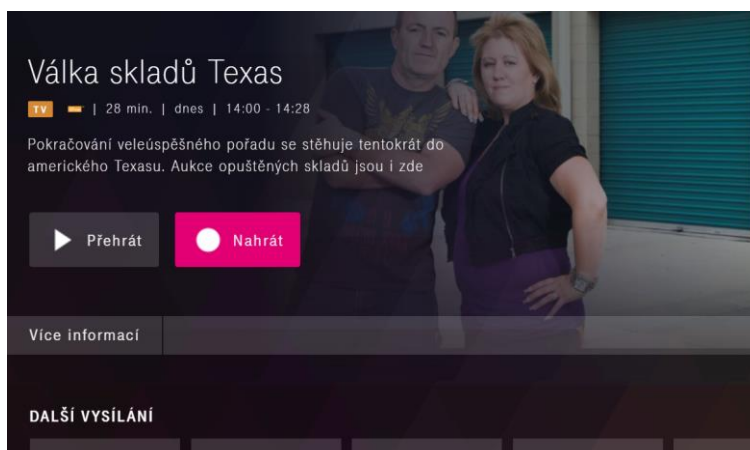 Válka skladů Texas
TV | 28 min. | dnes | 14:00 - 14:28
Pokračování veleúspěšného pořadu se stěhuje tentokrát do
amerického Texasu. Aukce opuštěných skladů jsou i zde
Přehrát
Nahrát
Více informací
DALŠÍ VYSÍLÁNÍ